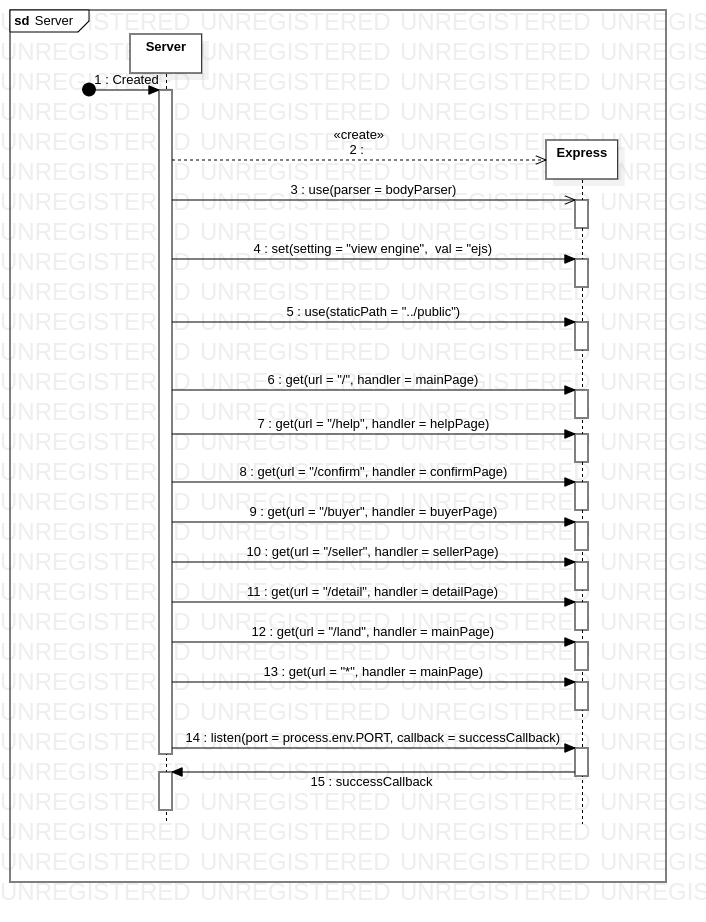 sd Server
Server
1 : Created
«create»
2 :
Express
3 : use(parser = bodyParser)
4 : set(setting = "view engine",  val = "ejs)
5 : use(staticPath = "../public")
6 : get(url = "/", handler = mainPage)
7 : get(url = "/help", handler = helpPage)
8 : get(url = "/confirm", handler = confirmPage)
9 : get(url = "/buyer", handler = buyerPage)
10 : get(url = "/seller", handler = sellerPage)
11 : get(url = "/detail", handler = detailPage)
12 : get(url = "/land", handler = mainPage)
13 : get(url = "*", handler = mainPage)
14 : listen(port = process.env.PORT, callback = successCallback)
15 : successCallback
UNREGISTERED